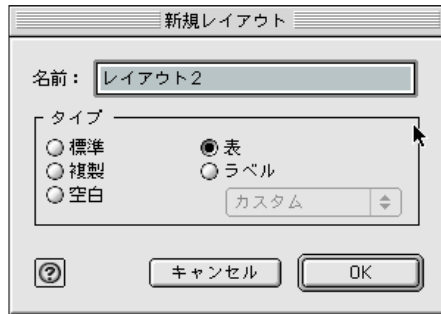 新規レイアウト
名前： レイアウト2
タイプ
標準
複製
空白
表
ラベル
カスタム
?
キャンセル
OK